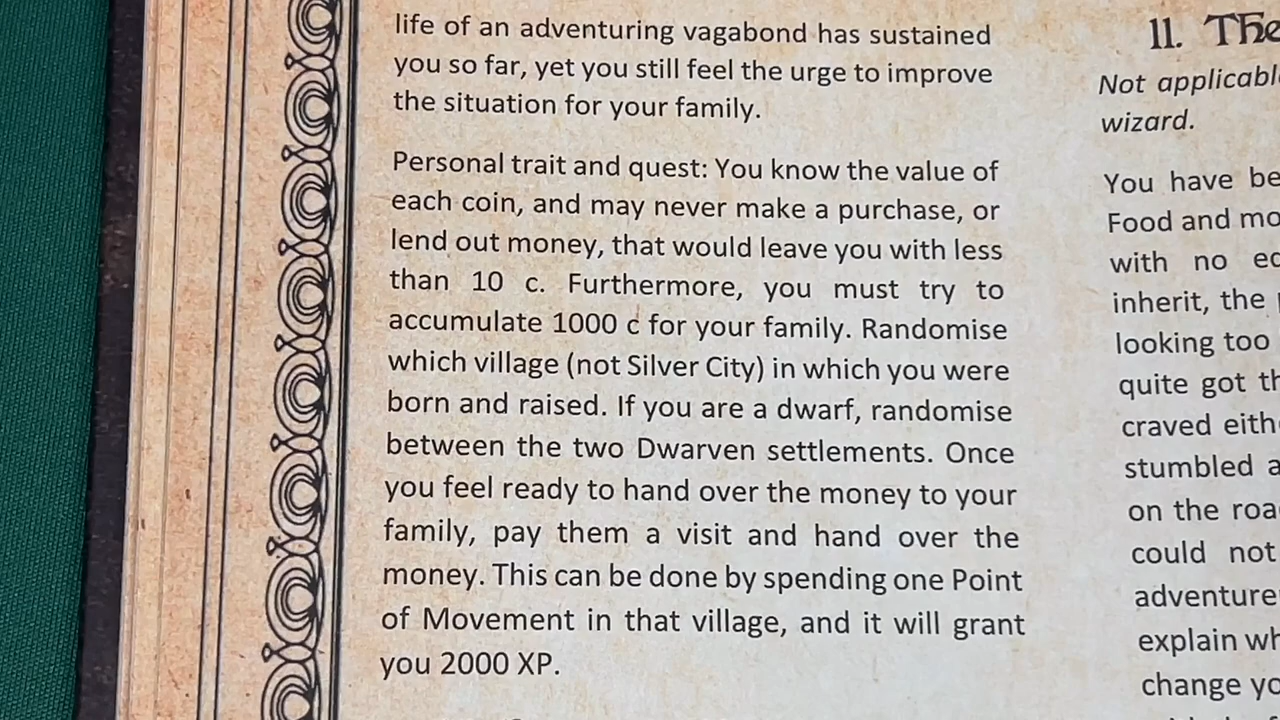 life of an adventuring vagabond has sustained
you so far, yet you still feel the urge to improve
the situation for your family.
Personal trait and quest: You know the value of
each coin, and may never make a purchase, or
lend out money, that would leave you with less
than 10 c. Furthermore, you must try to
accumulate 1000 c for your family. Randomise
which village (not Silver City) in which you were
born and raised. If you are a dwarf, randomise
between the two Dwarven settlements. Once
you feel ready to hand over the money to your
family, pay them a visit and hand over the
money. This can be done by spending one Point
of Movement in that village, and it will grant
you 2000 XP.
11. The
Not
wizard.
You have
Food and
with no
inherit, the
looking too
quite got
craved
stumbled
on the
could not
explain
change